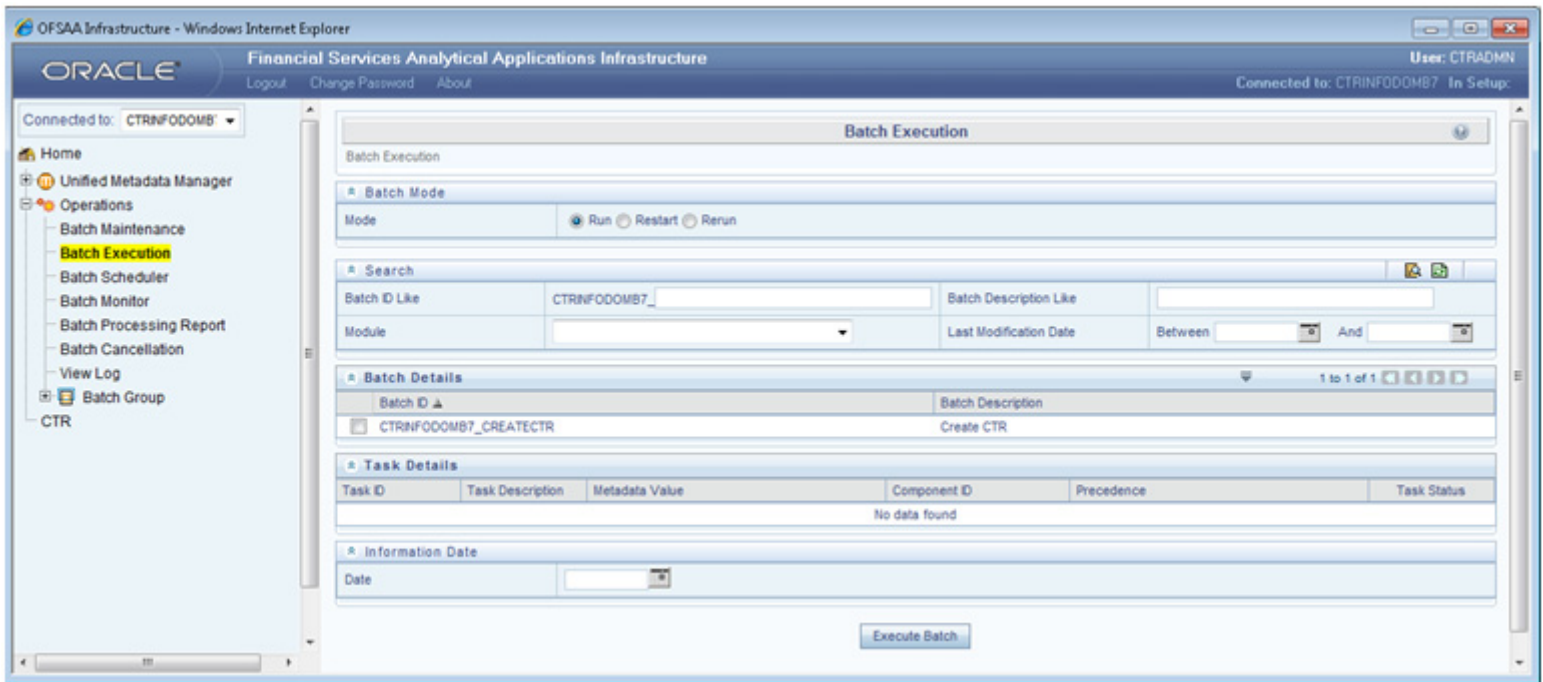 OFSAA Infrastructure - Windows Internet Explorer
ORACLE
Financial Services Analytical Applications Infrastructure
User: CTRADMN
Logout Change Password About
Connected to: CTRINFODOMB7 In Setup:
Connected to: CTRINFODOMB'
Home
Unified Metadata Manager
Operations
Batch Maintenance
Batch Execution
Batch Scheduler
Batch Monitor
Batch Processing Report
Batch Cancellation
View Log
Batch Group
CTR
Batch Execution
Batch Execution
Batch Mode
Mode Run Restart Rerun
Search
Batch ID Like CTRINFODOMB7_ Batch Description Like
Module Last Modification Date Between And
Batch Details 1 to 1 of 1
Batch ID Batch Description
CTRINFODOMB7_CREATECTR Create CTR
Task Details
Task ID Task Description Metadata Value Component ID Precedence Task Status
No data found
Information Date
Date
Execute Batch